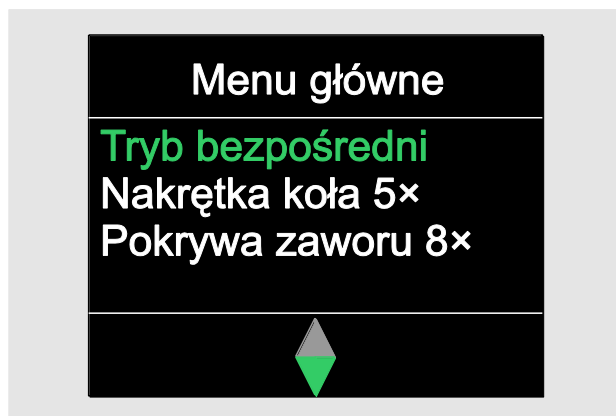 Menu główne
Tryb bezpośredni
Nakrętka koła 5×
Pokrywa zaworu 8×